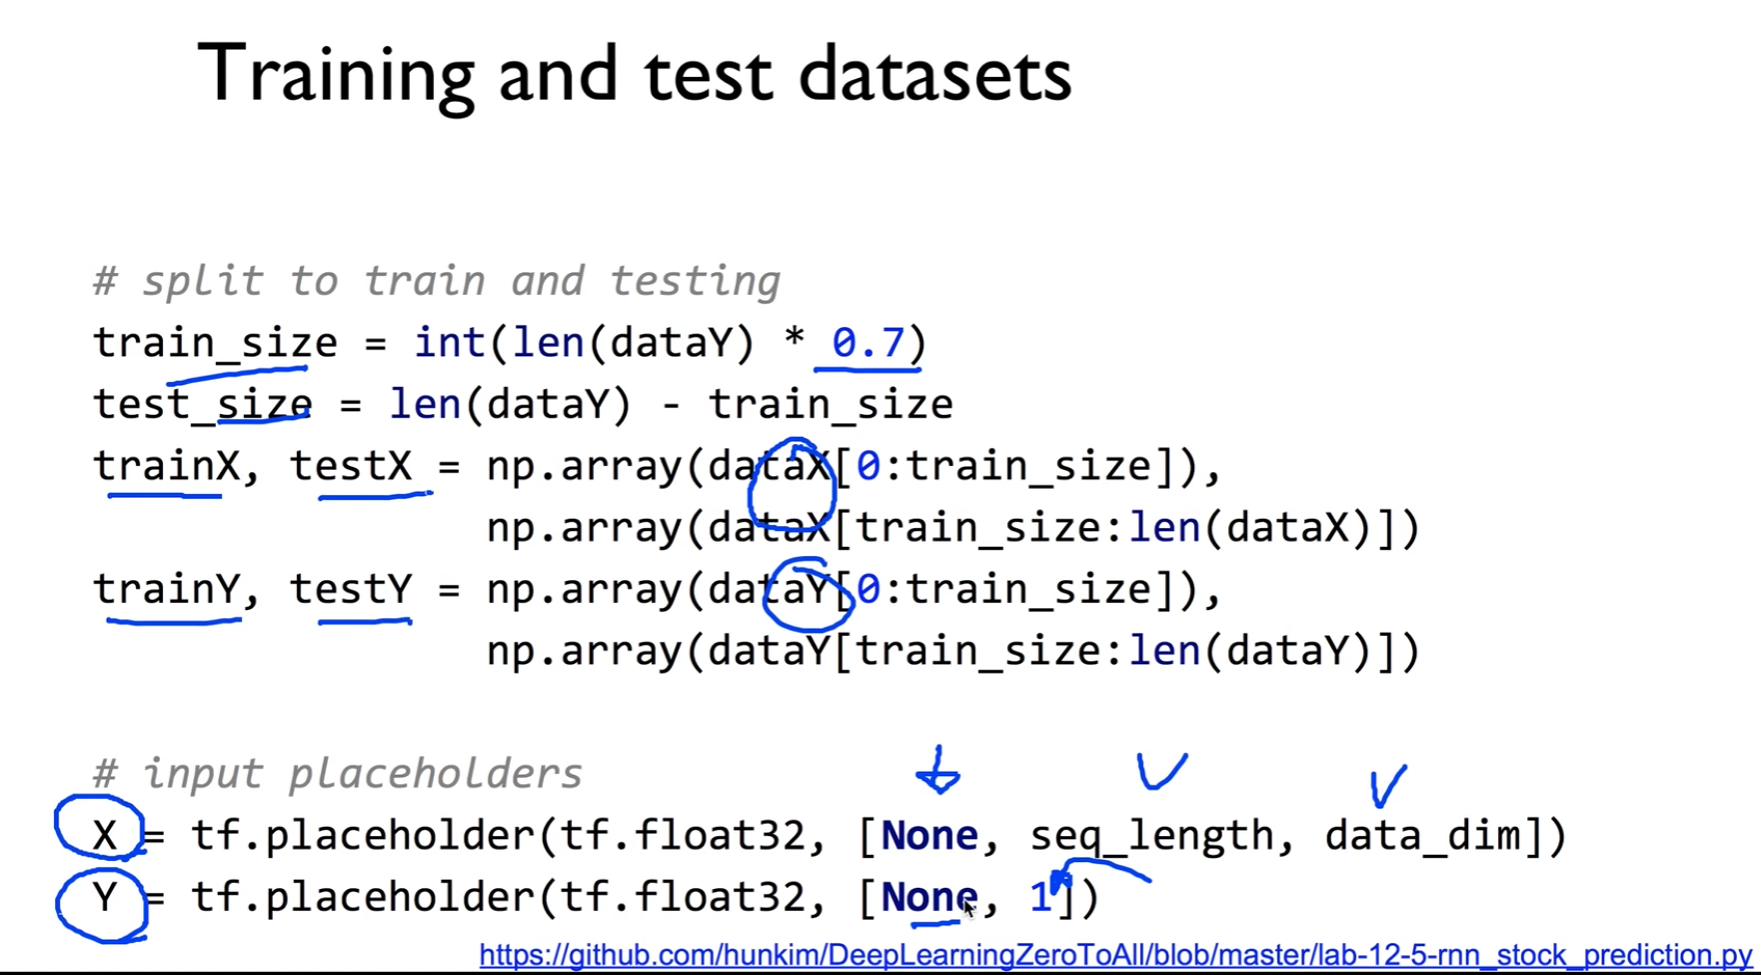 Training and test datasets
# split to train and testing
train_size = int(len(dataY) * 0.7)
test_size = len(dataY) - train_size
trainX, testX = np.array(dataX[0:train_size]),
np.array(dataX[train_size:len(dataX)])
trainY, testY = np.array(dataY[0:train_size]),
np.array(dataY[train_size:len(dataY)])
# input placeholders
X = tf.placeholder(tf.float32, [None, seq_length, data_dim])
Y = tf.placeholder(tf.float32, [None, 1])
https://github.com/hunkim/DeepLearningZeroToAll/blob/master/lab-12-5-rnn_stock_prediction.py